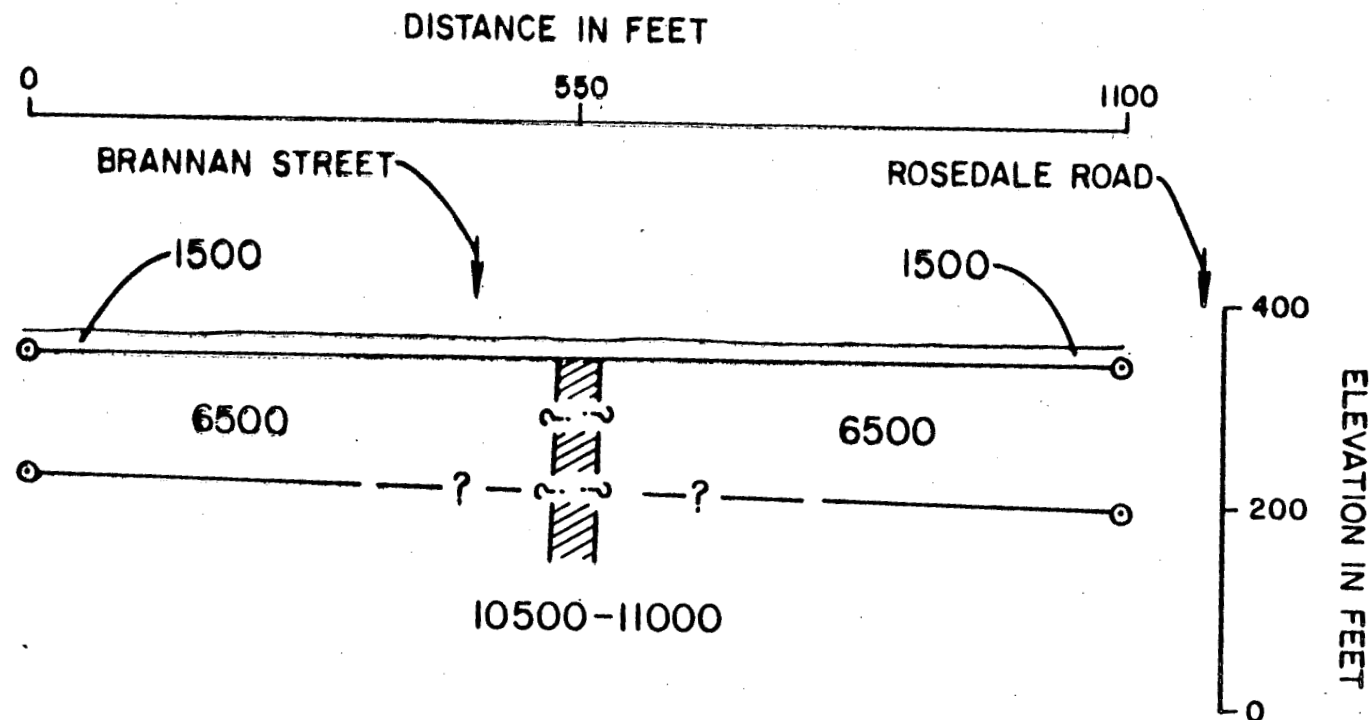 DISTANCE IN FEET
0 550 1100
BRANNAN STREET
ROSEDALE ROAD
1500 1500
400
6500 6500
? ?
200
10500-11000
0
ELEVATION IN FEET